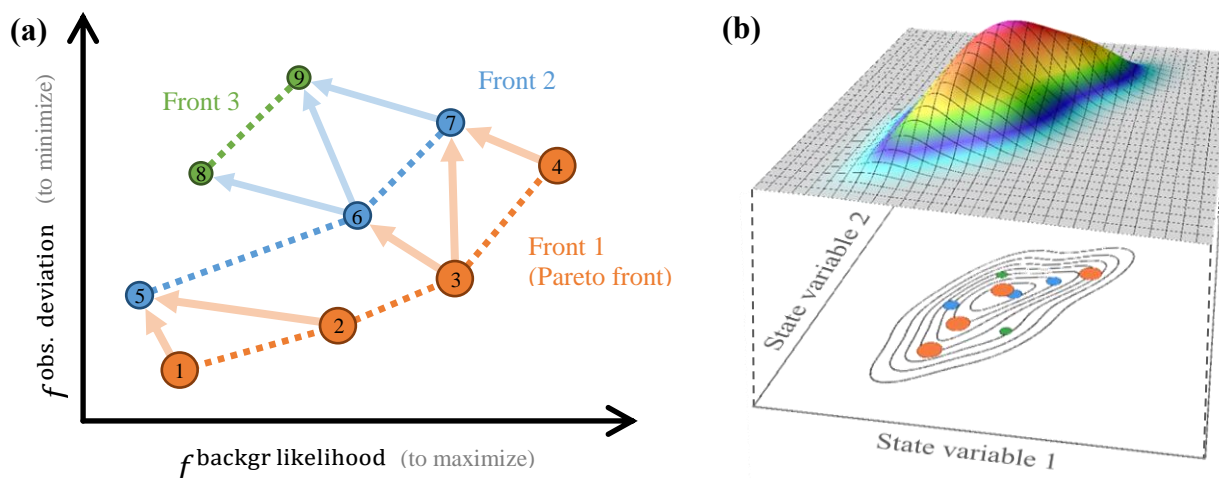 (a)
f obs. deviation (to minimize)
Front 3
Front 2
Front 1
(Pareto front)
9
7
4
8
6
3
5
2
1
f backgr likelihood (to maximize)
(b)
State variable 2
State variable 1